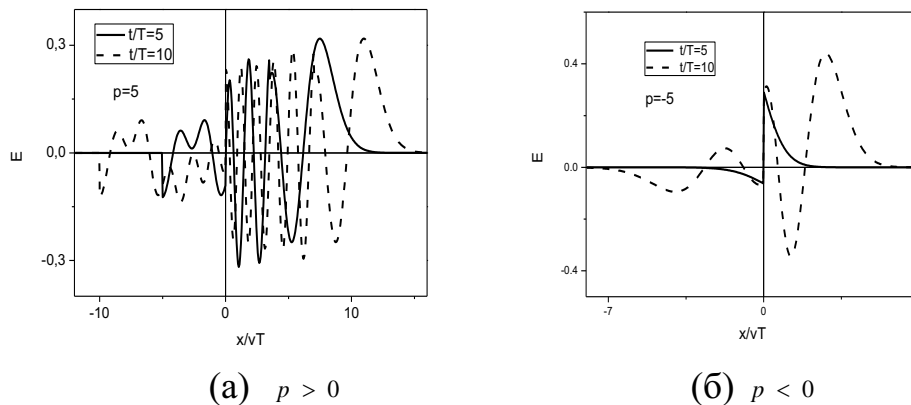 0,3
0,0
-0,3
E
t/T=5
t/T=10
p=5
-10
0
10
x/vT
(а) p > 0
0.4
0.0
-0.4
E
t/T=5
t/T=10
p=-5
-7
0
x/vT
(б) p < 0